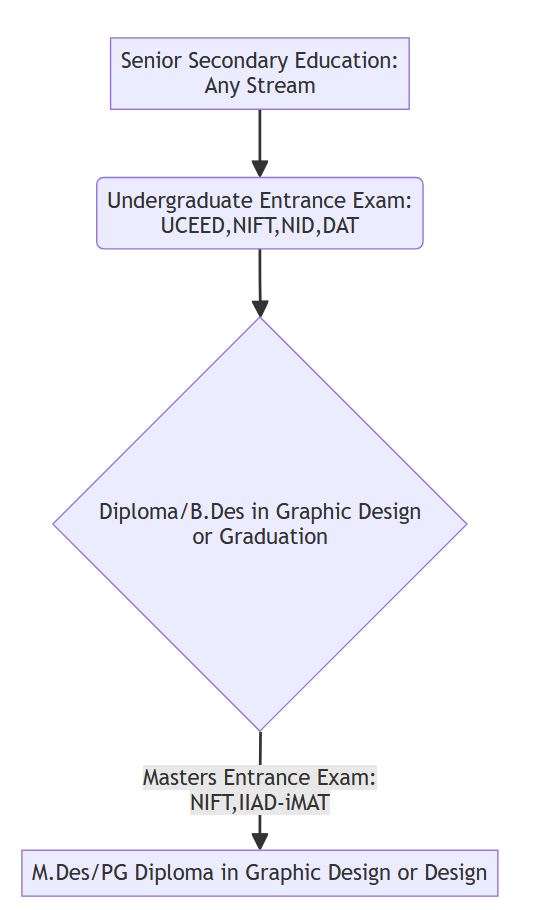 Senior Secondary Education:
Any Stream
Undergraduate Entrance Exam:
UCEED,NIFT,NID,DAT
Diploma/B.Des in Graphic Design
or Graduation
Masters Entrance Exam:
NIFT,IIAD-iMAT
M.Des/PG Diploma in Graphic Design or Design